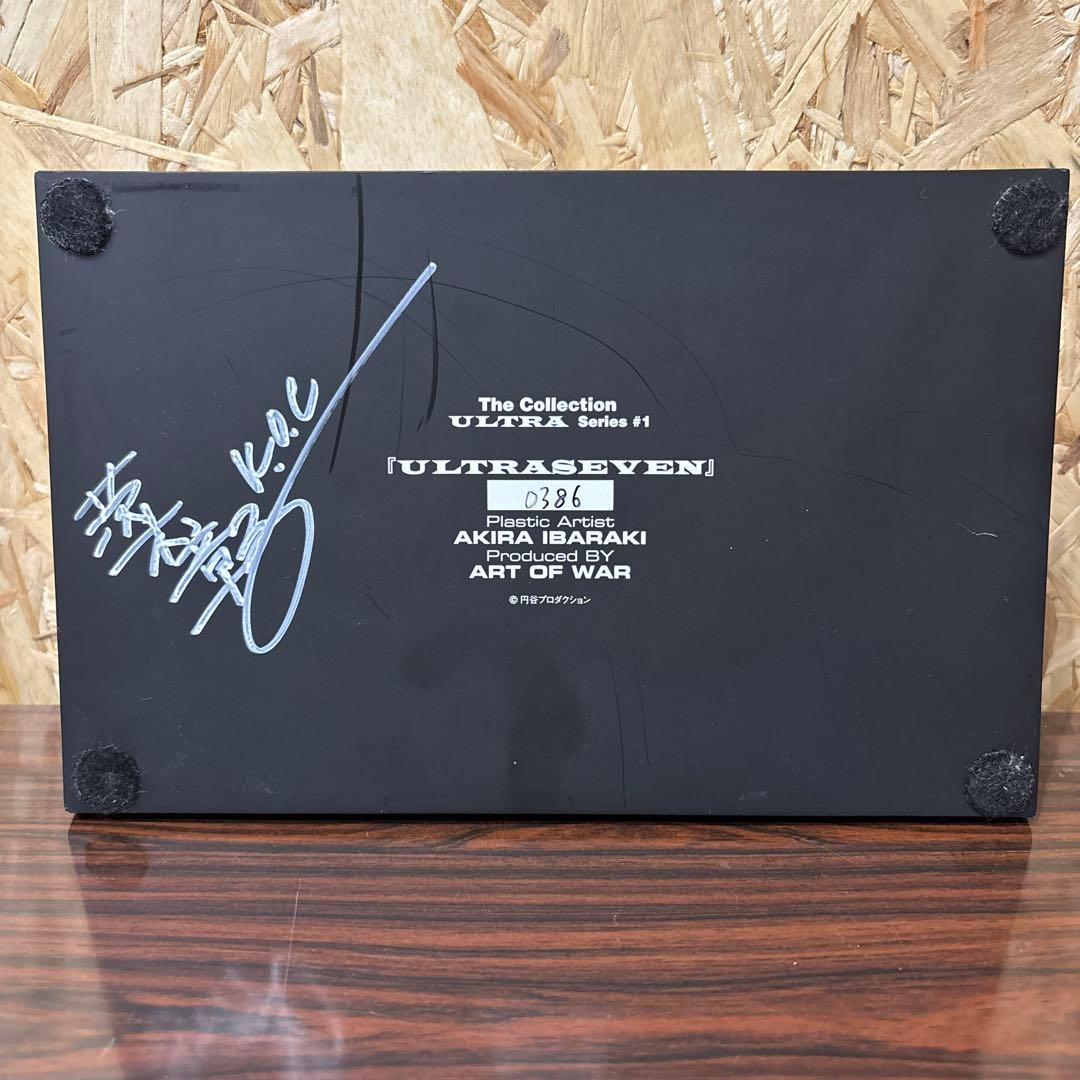 The Collection
ULTRA Series #1
『ULTRASEVEN』
0386
Plastic Artist
AKIRA IBARAKI
Produced BY
ART OF WAR
© 円谷プロダクション
K.O.C